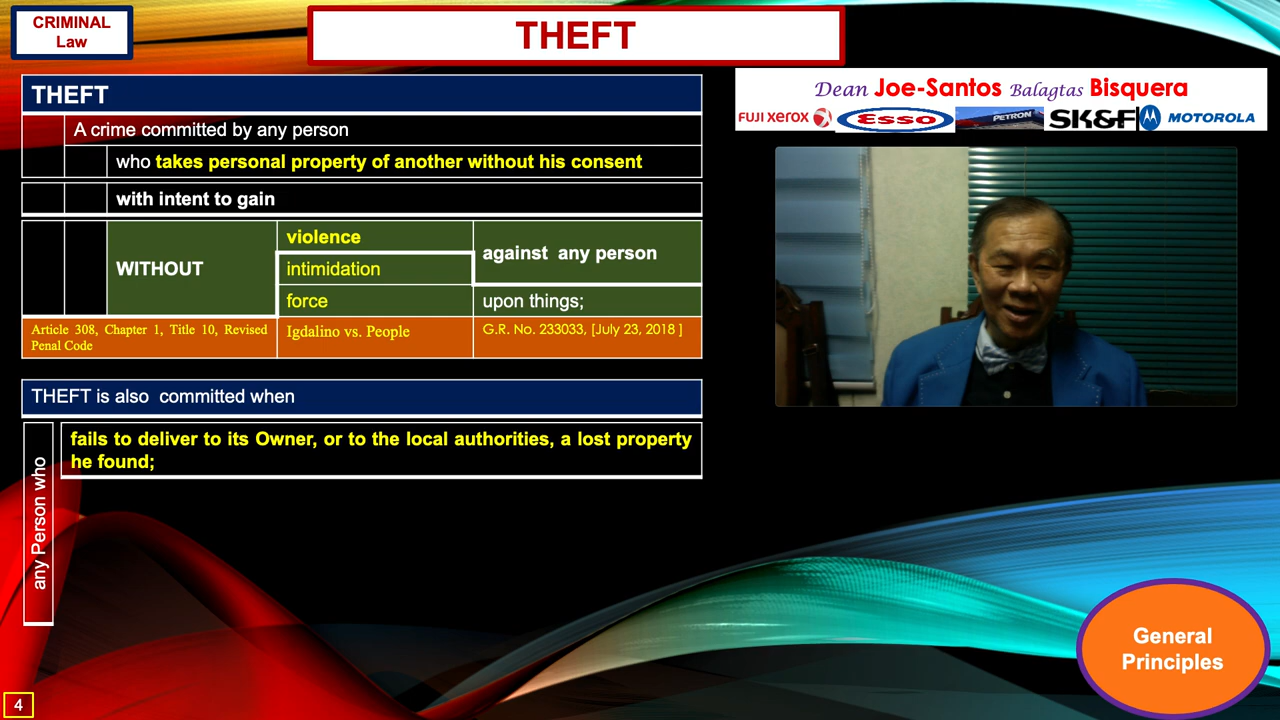 CRIMINAL
Law
THEFT
Dean Joe-Santos Balagtas Bisquera
FUJI XEROX Esso PETRON SK&F MOTOROLA
THEFT
A crime committed by any person
who takes personal property of another without his consent
with intent to gain
WITHOUT
violence
intimidation
force
against any person
upon things;
Article 308, Chapter 1, Title 10, Revised
Penal Code
Igdalino vs. People
G.R. No. 233033, [July 23, 2018 ]
THEFT is also committed when
any Person who
fails to deliver to its Owner, or to the local authorities, a lost property
he found;
General
Principles
4